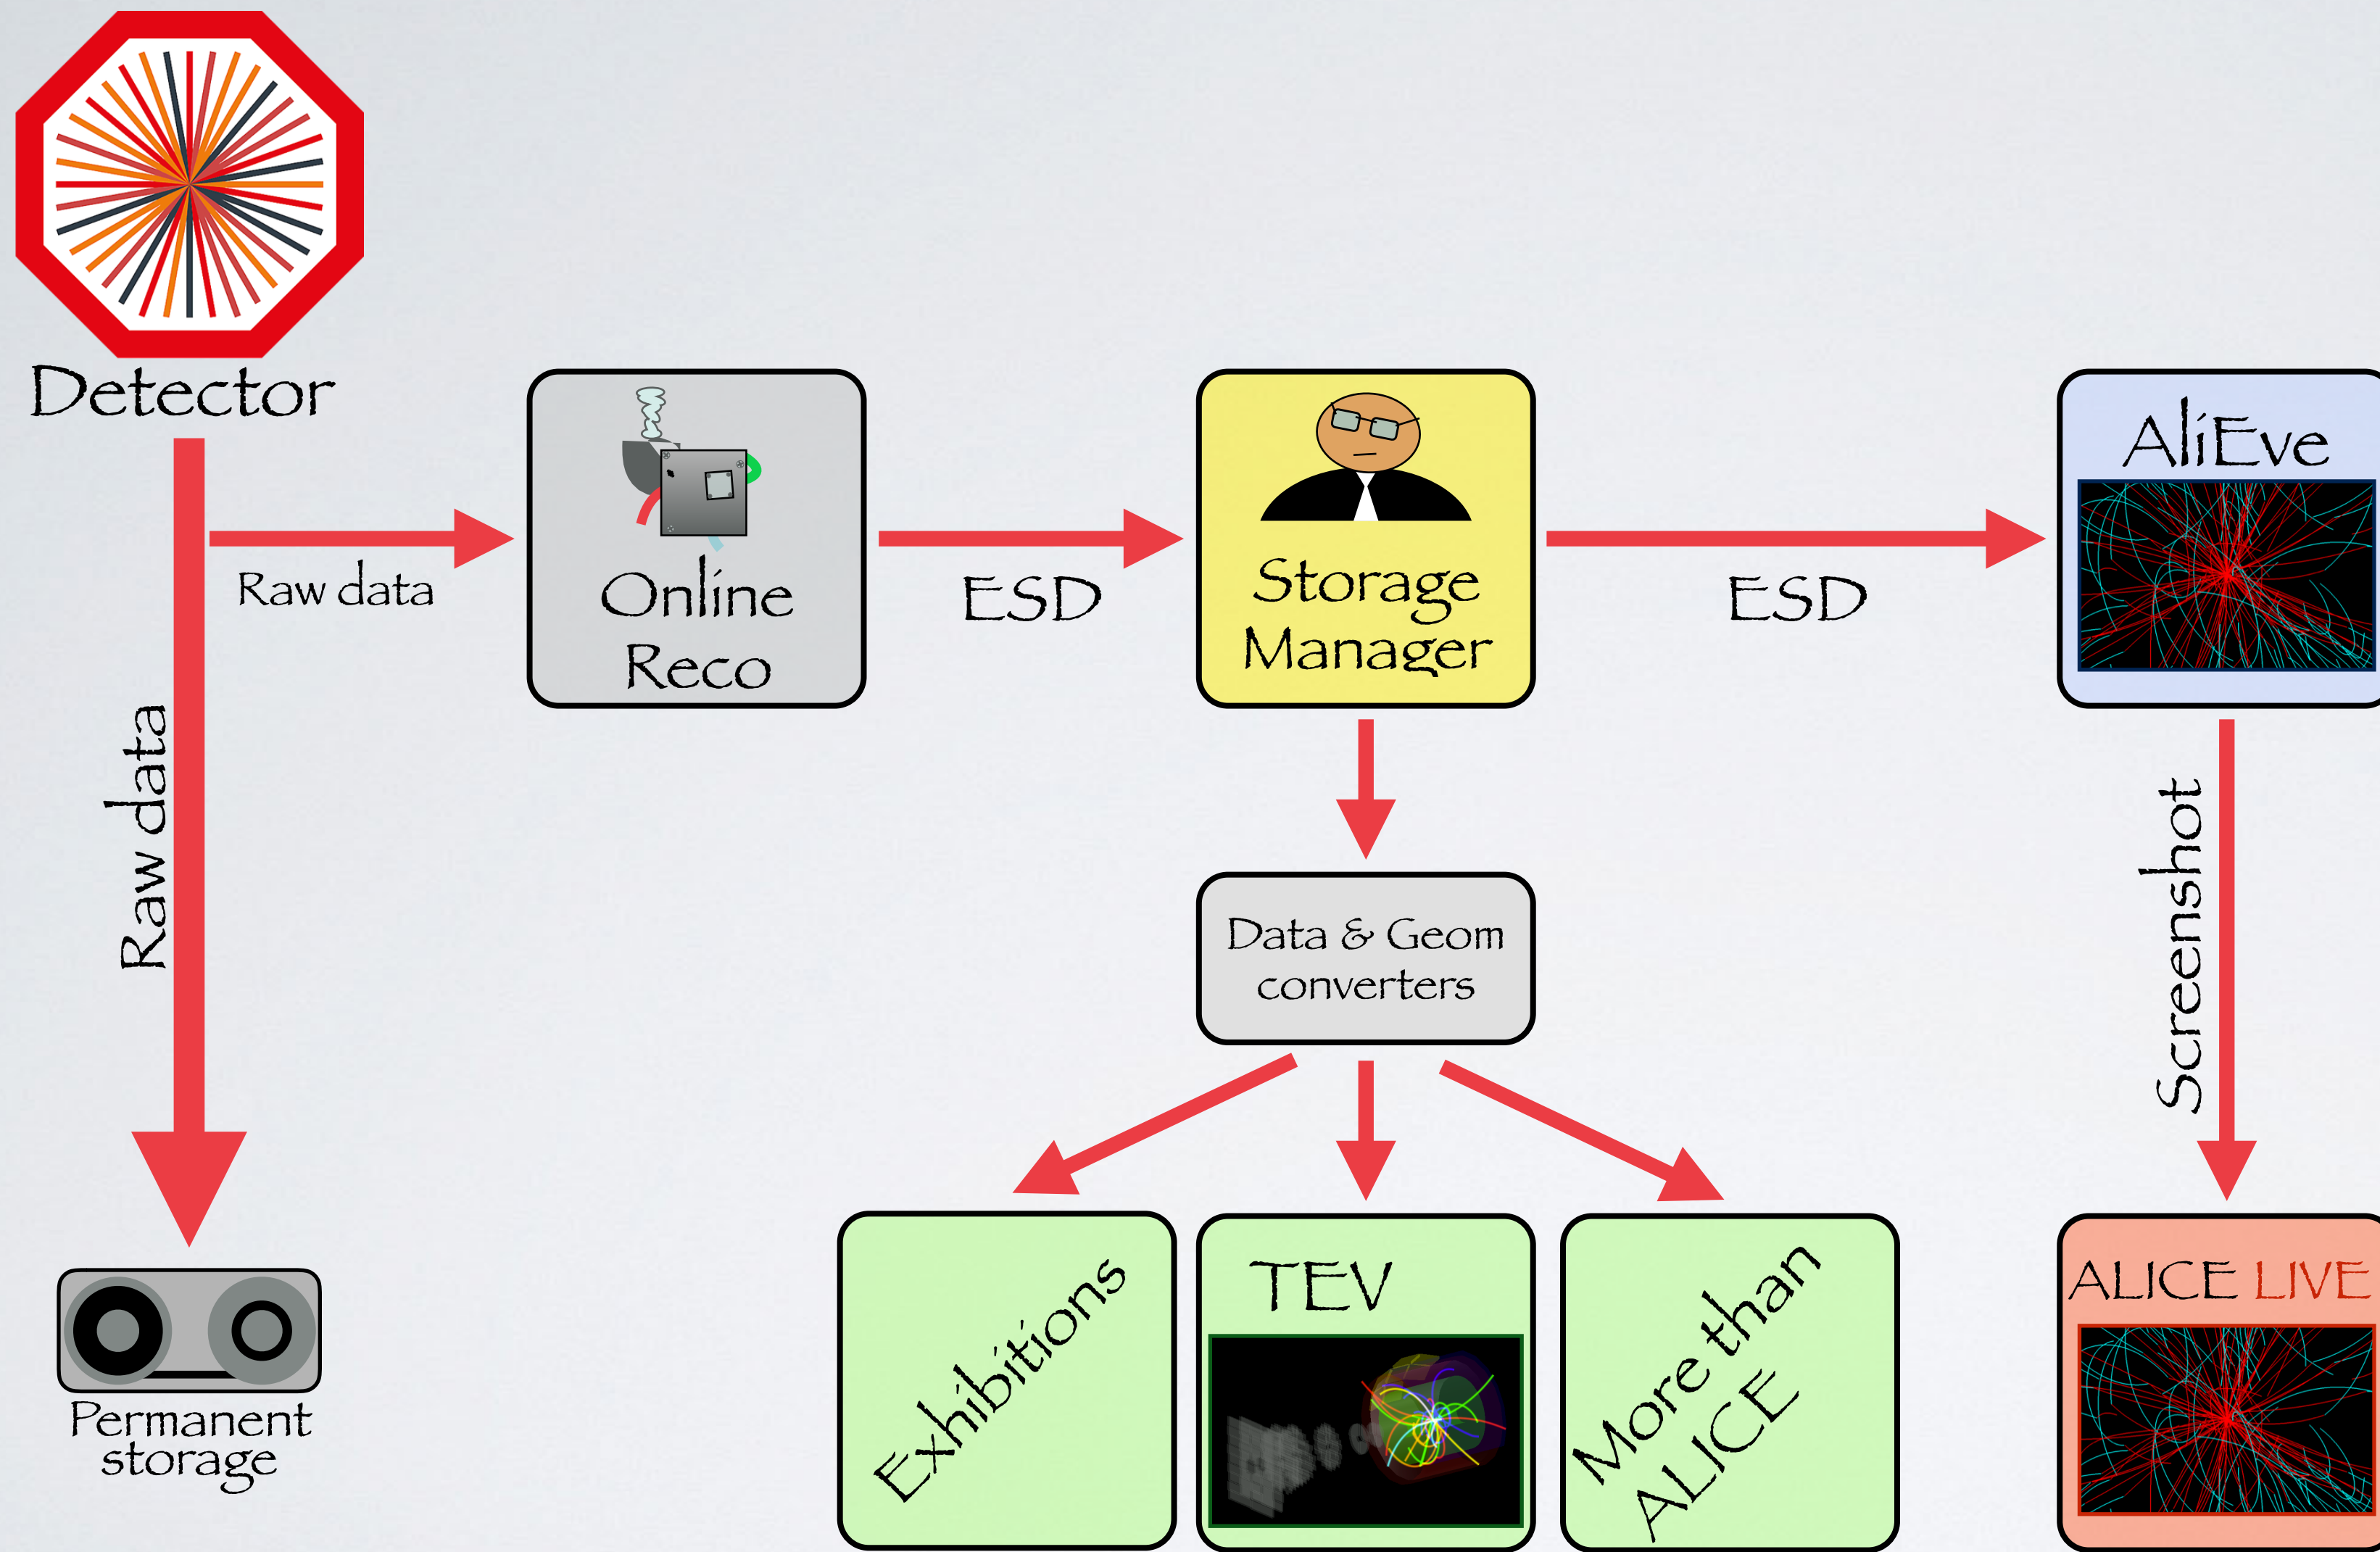 Detector
Raw data
Raw data
Permanent
storage
Online
Reco
ESD
Storage
Manager
ESD
AliEve
Data & Geom
converters
Exhibitions
TEV
More than
ALICE
Screenshot
ALICE LIVE